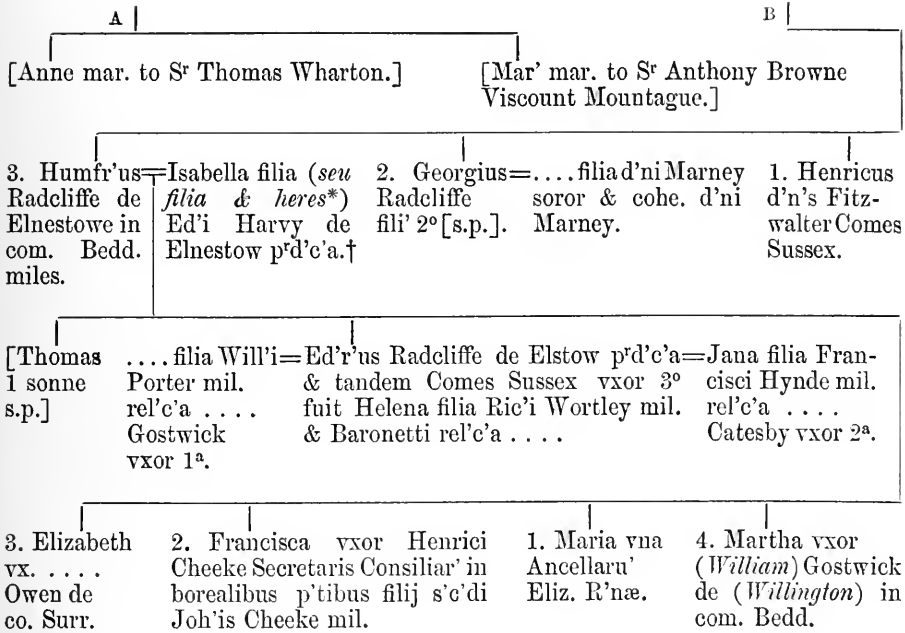 A
B
[Anne mar. to Sʳ Thomas Wharton.]
[Mar' mar. to Sʳ Anthony Browne
Viscount Mountague.]
3. Humfr'us=
Radcliffe de
Elnestowe in
com. Bedd.
miles.
Isabella filia (seu
filia & heres*)
Ed'i Harvy de
Elnestow pʳd'c'a.†
2. Georgius=
Radcliffe
fili' 2º [s.p.].
. . . . filia d'ni Marney
soror & cohe. d'ni
Marney.
1. Henricus
d'n's Fitz-
walter Comes
Sussex.
[Thomas
1 sonne
s.p.]
. . . . filia Will'i=
Porter mil.
rel'c'a . . . .
Gostwick
vxor 1ª.
Ed'r'us Radcliffe de Elstow pʳd'c'a=
& tandem Comes Sussex vxor 3º
fuit Helena filia Ric'i Wortley mil.
& Baronetti rel'c'a . . . .
Jana filia Fran-
cisci Hynde mil.
rel'c'a . . . .
Catesby vxor 2ª.
3. Elizabeth
vx. . . . .
Owen de
co. Surr.
2. Francisca vxor Henrici
Cheeke Secretaris Consiliar' in
borealibus p'tibus filij s'c'di
Joh'is Cheeke mil.
1. Maria vna
Ancellaru'
Eliz. R'næ.
4. Martha vxor
(William) Gostwick
de (Willington) in
com. Bedd.